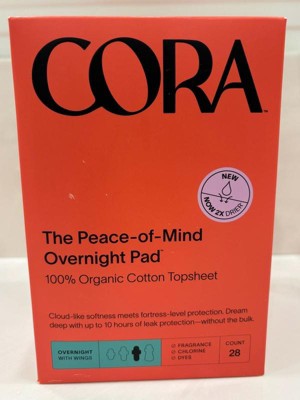 CORA™
NEW
NOW 2X DRIER
The Peace-of-Mind
Overnight Pad™
100% Organic Cotton Topsheet
Cloud-like softness meets fortress-level protection. Dream
deep with up to 10 hours of leak protection—without the bulk.
OVERNIGHT
WITH WINGS
FRAGRANCE
CHLORINE
DYES
COUNT
28